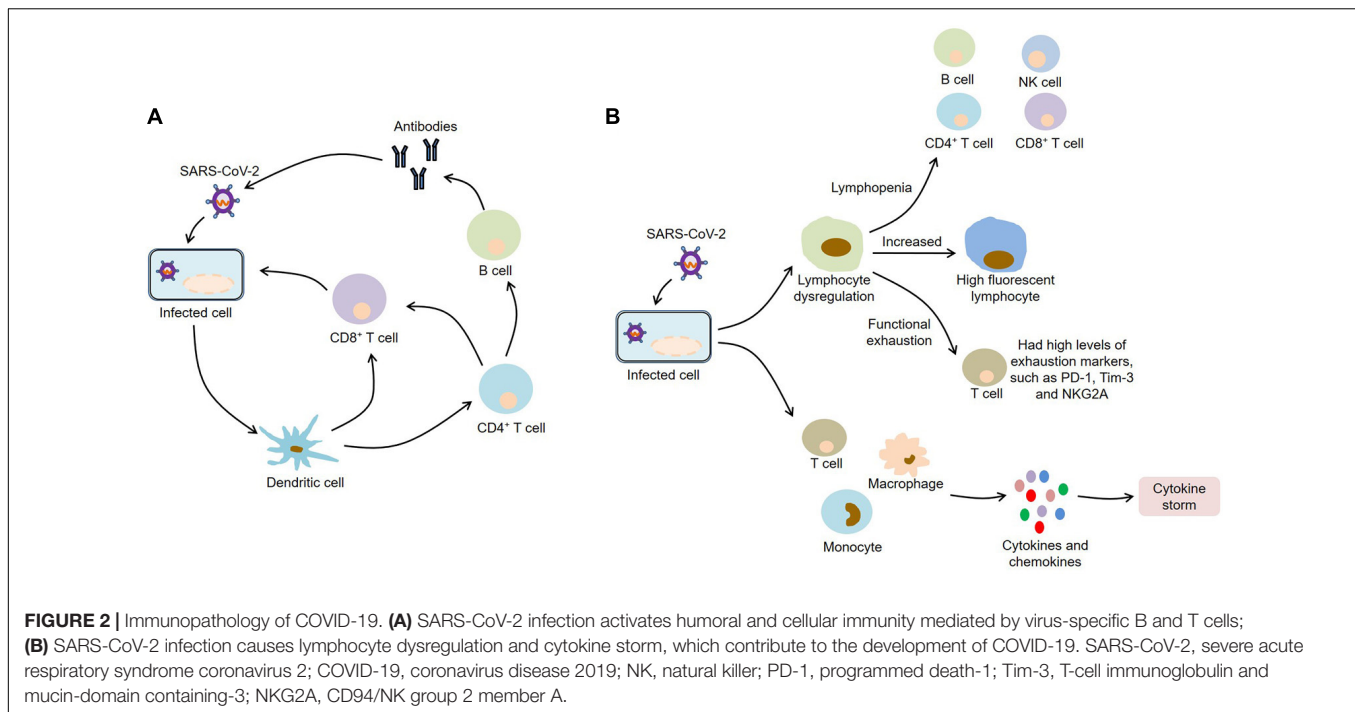 A
Antibodies
SARS-CoV-2
B cell
Infected cell
CD8⁺ T cell
CD4⁺ T cell
Dendritic cell
B
B cell
NK cell
CD4⁺ T cell
CD8⁺ T cell
Lymphopenia
SARS-CoV-2
Increased
Lymphocyte
dysregulation
High fluorescent
lymphocyte
Infected cell
Functional
exhaustion
T cell
Had high levels of
exhaustion markers,
such as PD-1, Tim-3
and NKG2A
T cell
Macrophage
Monocyte
Cytokines and
chemokines
Cytokine
storm
FIGURE 2 | Immunopathology of COVID-19. (A) SARS-CoV-2 infection activates humoral and cellular immunity mediated by virus-specific B and T cells;
(B) SARS-CoV-2 infection causes lymphocyte dysregulation and cytokine storm, which contribute to the development of COVID-19. SARS-CoV-2, severe acute
respiratory syndrome coronavirus 2; COVID-19, coronavirus disease 2019; NK, natural killer; PD-1, programmed death-1; Tim-3, T-cell immunoglobulin and
mucin-domain containing-3; NKG2A, CD94/NK group 2 member A.